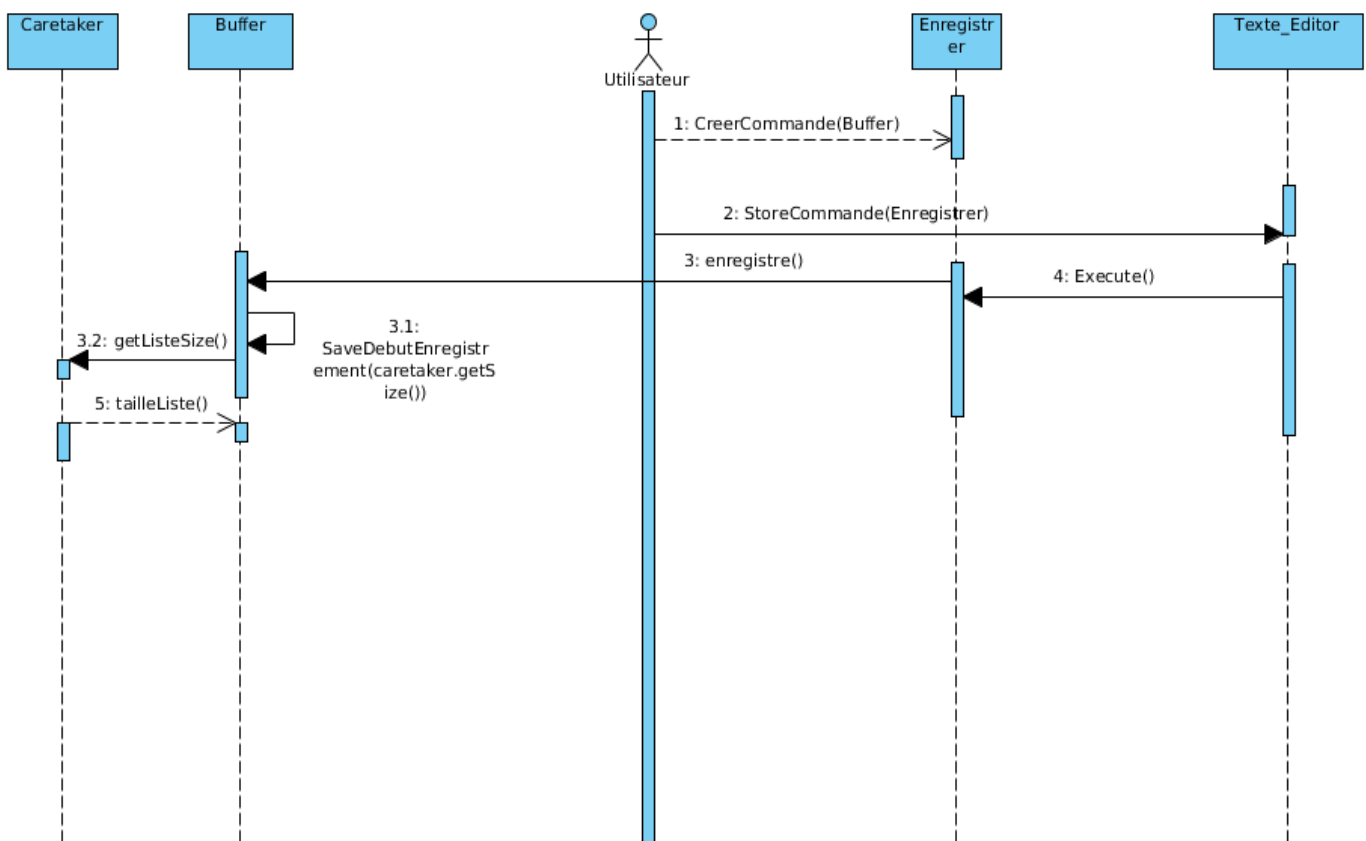 Caretaker
Buffer
Utilisateur
Enregistr
er
Texte_Editor
1: CreerCommande(Buffer)
2: StoreCommande(Enregistrer)
3: enregistre()
4: Execute()
3.1:
SaveDebutEnregistr
ement(caretaker.getS
ize())
3.2: getListeSize()
5: tailleListe()